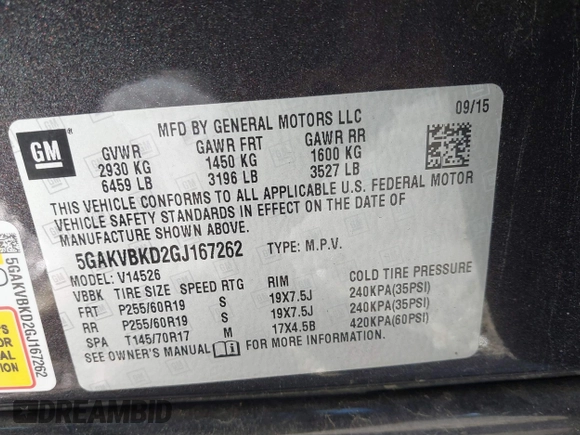 MFD BY GENERAL MOTORS LLC 09/15
GM
GVWR GAWR FRT GAWR RR
2930 KG 1450 KG 1600 KG
6459 LB 3196 LB 3527 LB
THIS VEHICLE CONFORMS TO ALL APPLICABLE U.S. FEDERAL MOTOR
VEHICLE SAFETY STANDARDS IN EFFECT ON THE DATE OF
MANUFACTURE SHOWN ABOVE.
5GAKVBKD2GJ167262 TYPE: M.P.V.
MODEL: V14526
VBBK TIRE SIZE SPEED RTG RIM COLD TIRE PRESSURE
FRT P255/60R19 S 19X7.5J 240KPA(35PSI)
RR P255/60R19 S 19X7.5J 240KPA(35PSI)
SPA T145/70R17 M 17X4.5B 420KPA(60PSI)
SEE OWNER'S MANUAL FOR MORE INFORMATION.
5GAKVBKD2GJ167262
DREAMBID